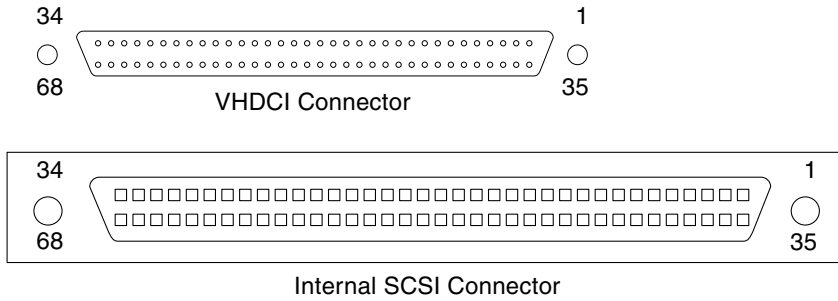 34 1
68 35
VHDCI Connector
34 1
68 35
Internal SCSI Connector